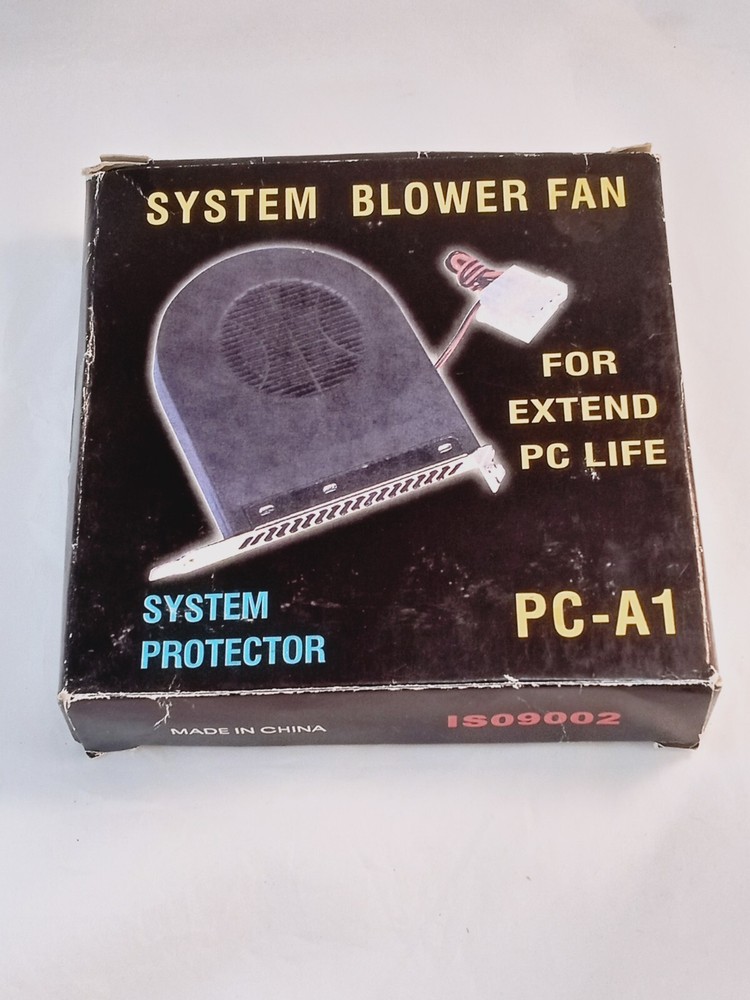 SYSTEM BLOWER FAN
FOR
EXTEND
PC LIFE
SYSTEM
PROTECTOR
PC-A1
MADE IN CHINA
ISO9002